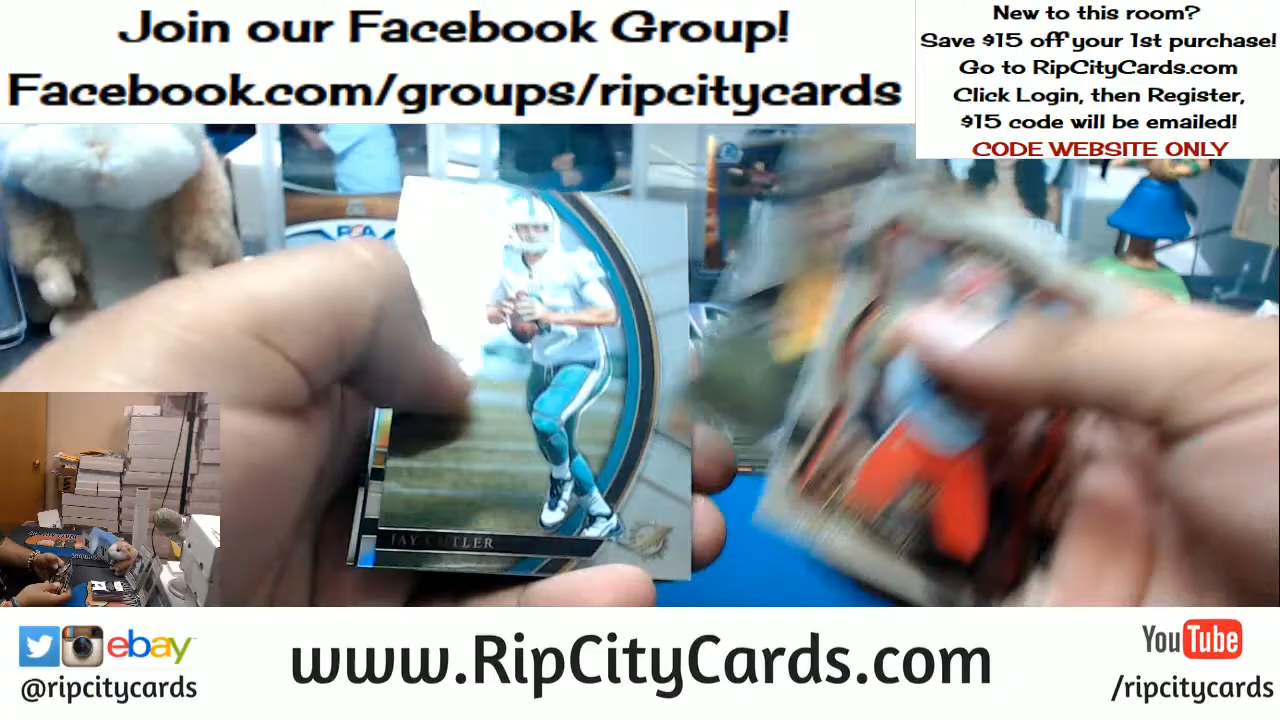 Join our Facebook Group!
Facebook.com/groups/ripcitycards
New to this room?
Save $15 off your 1st purchase!
Go to RipCityCards.com
Click Login, then Register,
$15 code will be emailed!
CODE WEBSITE ONLY
PSA
JAY CUTLER
ebay
@ripcitycards
www.RipCityCards.com
YouTube
/ripcitycards